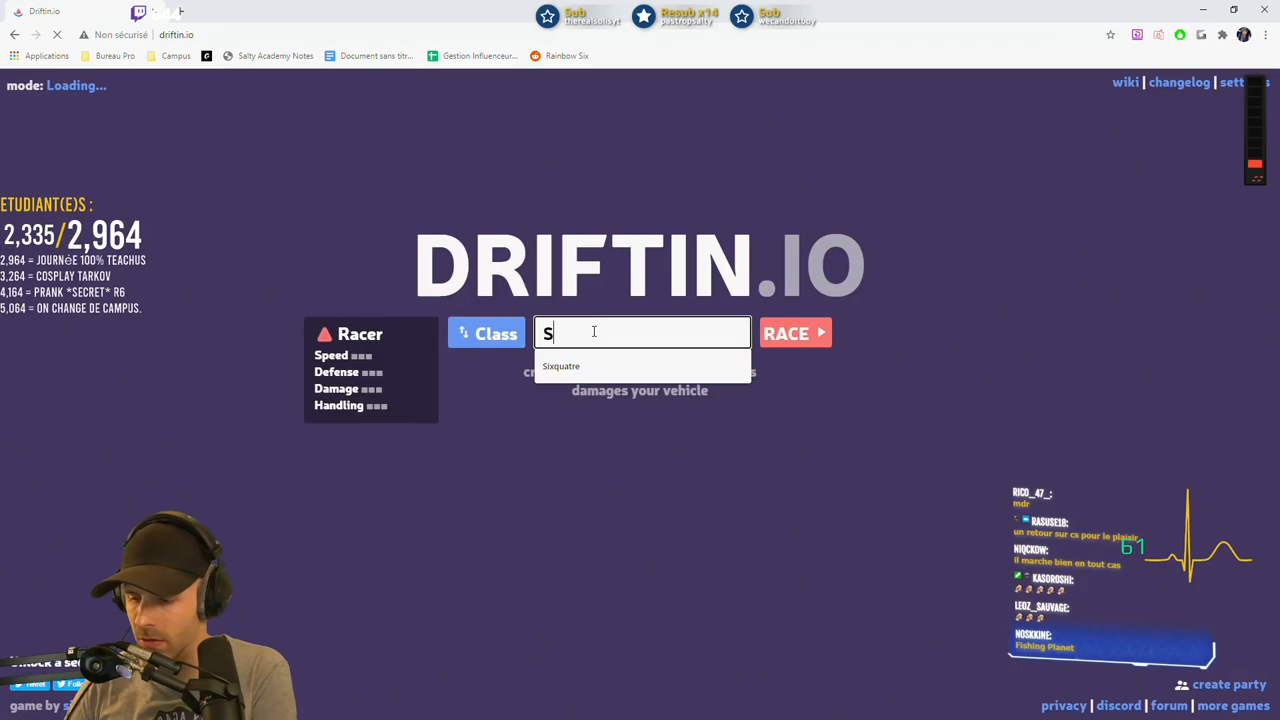 Driftin.io
Sub
therealsolisyt
Resub x14
pastropsalty
Sub
wecandoitboy
Non sécurisé
driftin.io
Applications
Bureau Pro
Campus
Salty Academy Notes
Document sans titr...
Gestion Influenceur...
Rainbow Six
mode: Loading...
wiki | changelog |
ETUDIANT(E)S :
2,335/2,964
2,964 = JOURNéE 100% TEACHUS
3,264 = COSPLAY TARKOV
4,164 = PRANK *SECRET* R6
5,064 = ON CHANGE DE CAMPUS.
DRIFTIN.IO
Racer
Speed
Defense
Damage
Handling
Class
S
RACE
Sixquatre
damages your vehicle
RICO_47_:
mdr
RASUSE18:
un retour sur cs pour le plaisir
NIQCKOW:
il marche bien en tout cas
KASOROSHI:
LEOZ_SAUVAGE:
NOSKKINE:
Fishing Planet
61
Tweet
game by
create party
privacy | discord | forum | more games